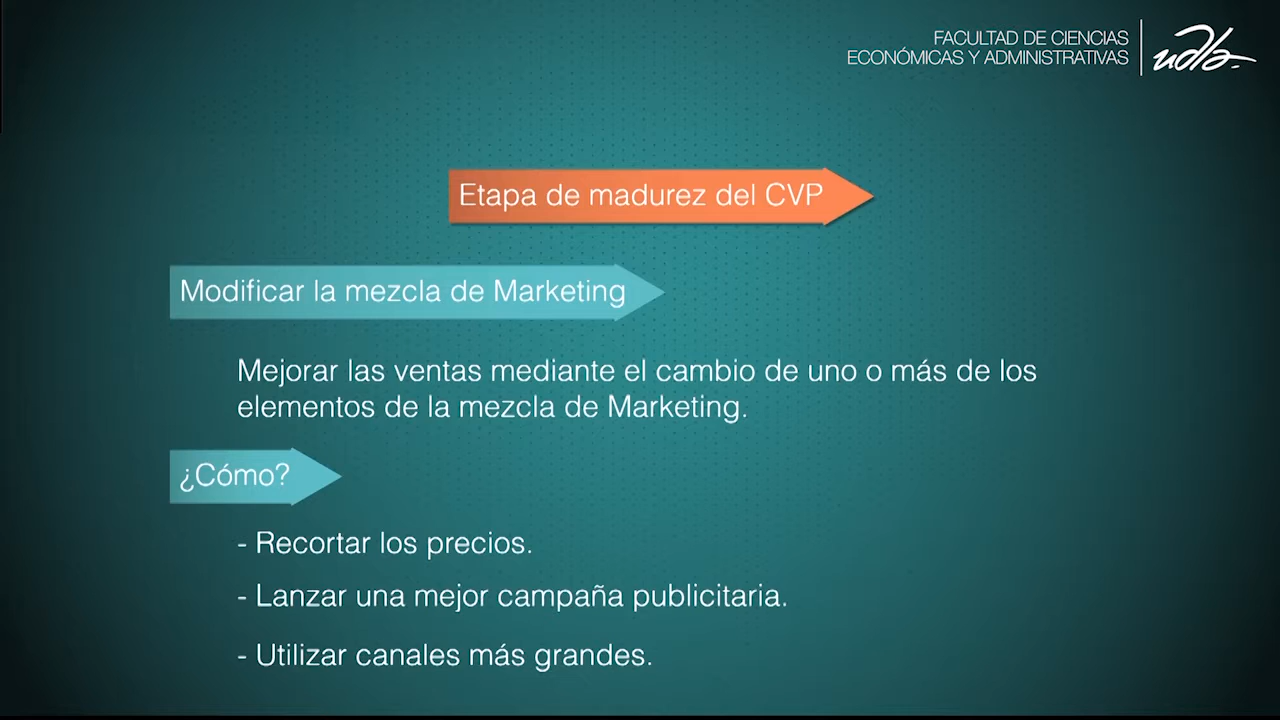 FACULTAD DE CIENCIAS
ECONÓMICAS Y ADMINISTRATIVAS
udla
Etapa de madurez del CVP
Modificar la mezcla de Marketing
Mejorar las ventas mediante el cambio de uno o más de los
elementos de la mezcla de Marketing.
¿Cómo?
- Recortar los precios.
- Lanzar una mejor campaña publicitaria.
- Utilizar canales más grandes.